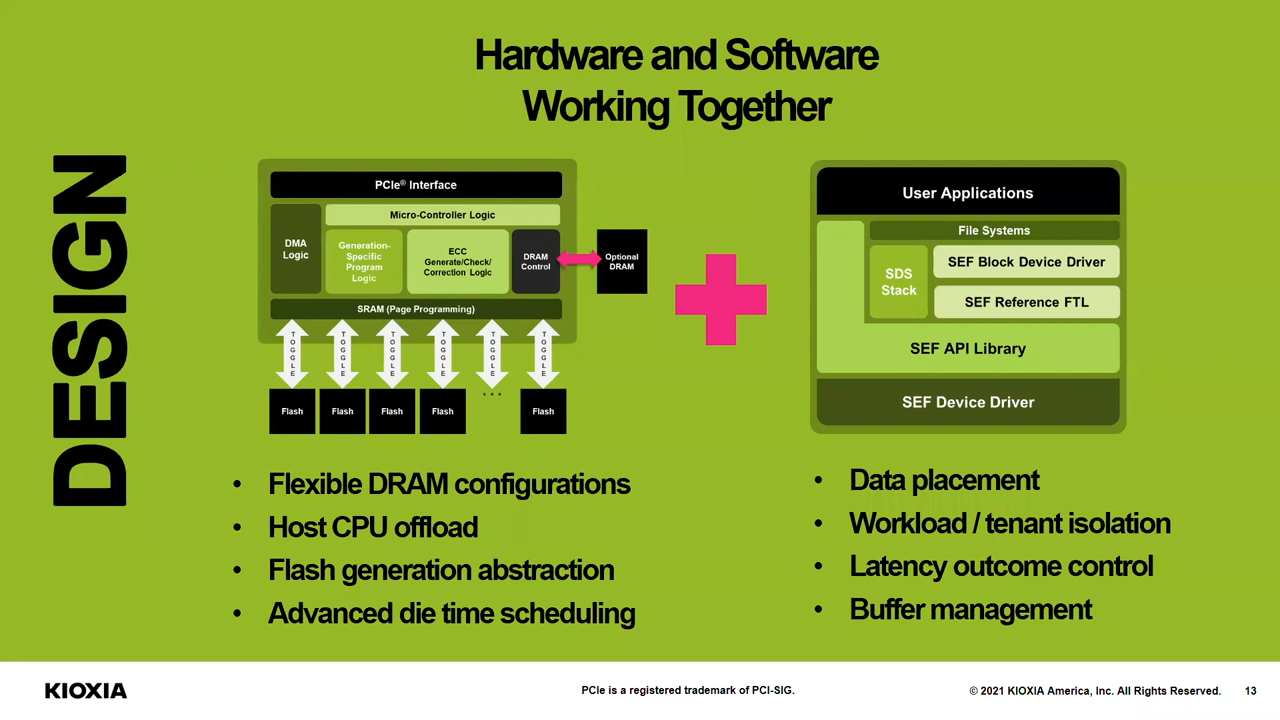 Hardware and Software
Working Together
DESIGN
PCIe® Interface
Micro-Controller Logic
DMA
Logic
Generation-
Specific
Program
Logic
ECC
Generate/Check/
Correction Logic
DRAM
Control
Optional
DRAM
SRAM (Page Programming)
TOGGLE
TOGGLE
TOGGLE
TOGGLE
TOGGLE
TOGGLE
Flash
Flash
Flash
Flash
...
Flash
User Applications
File Systems
SDS
Stack
SEF Block Device Driver
SEF Reference FTL
SEF API Library
SEF Device Driver
• Flexible DRAM configurations
• Host CPU offload
• Flash generation abstraction
• Advanced die time scheduling
• Data placement
• Workload / tenant isolation
• Latency outcome control
• Buffer management
KIOXIA
PCIe is a registered trademark of PCI-SIG.
© 2021 KIOXIA America, Inc. All Rights Reserved.
13